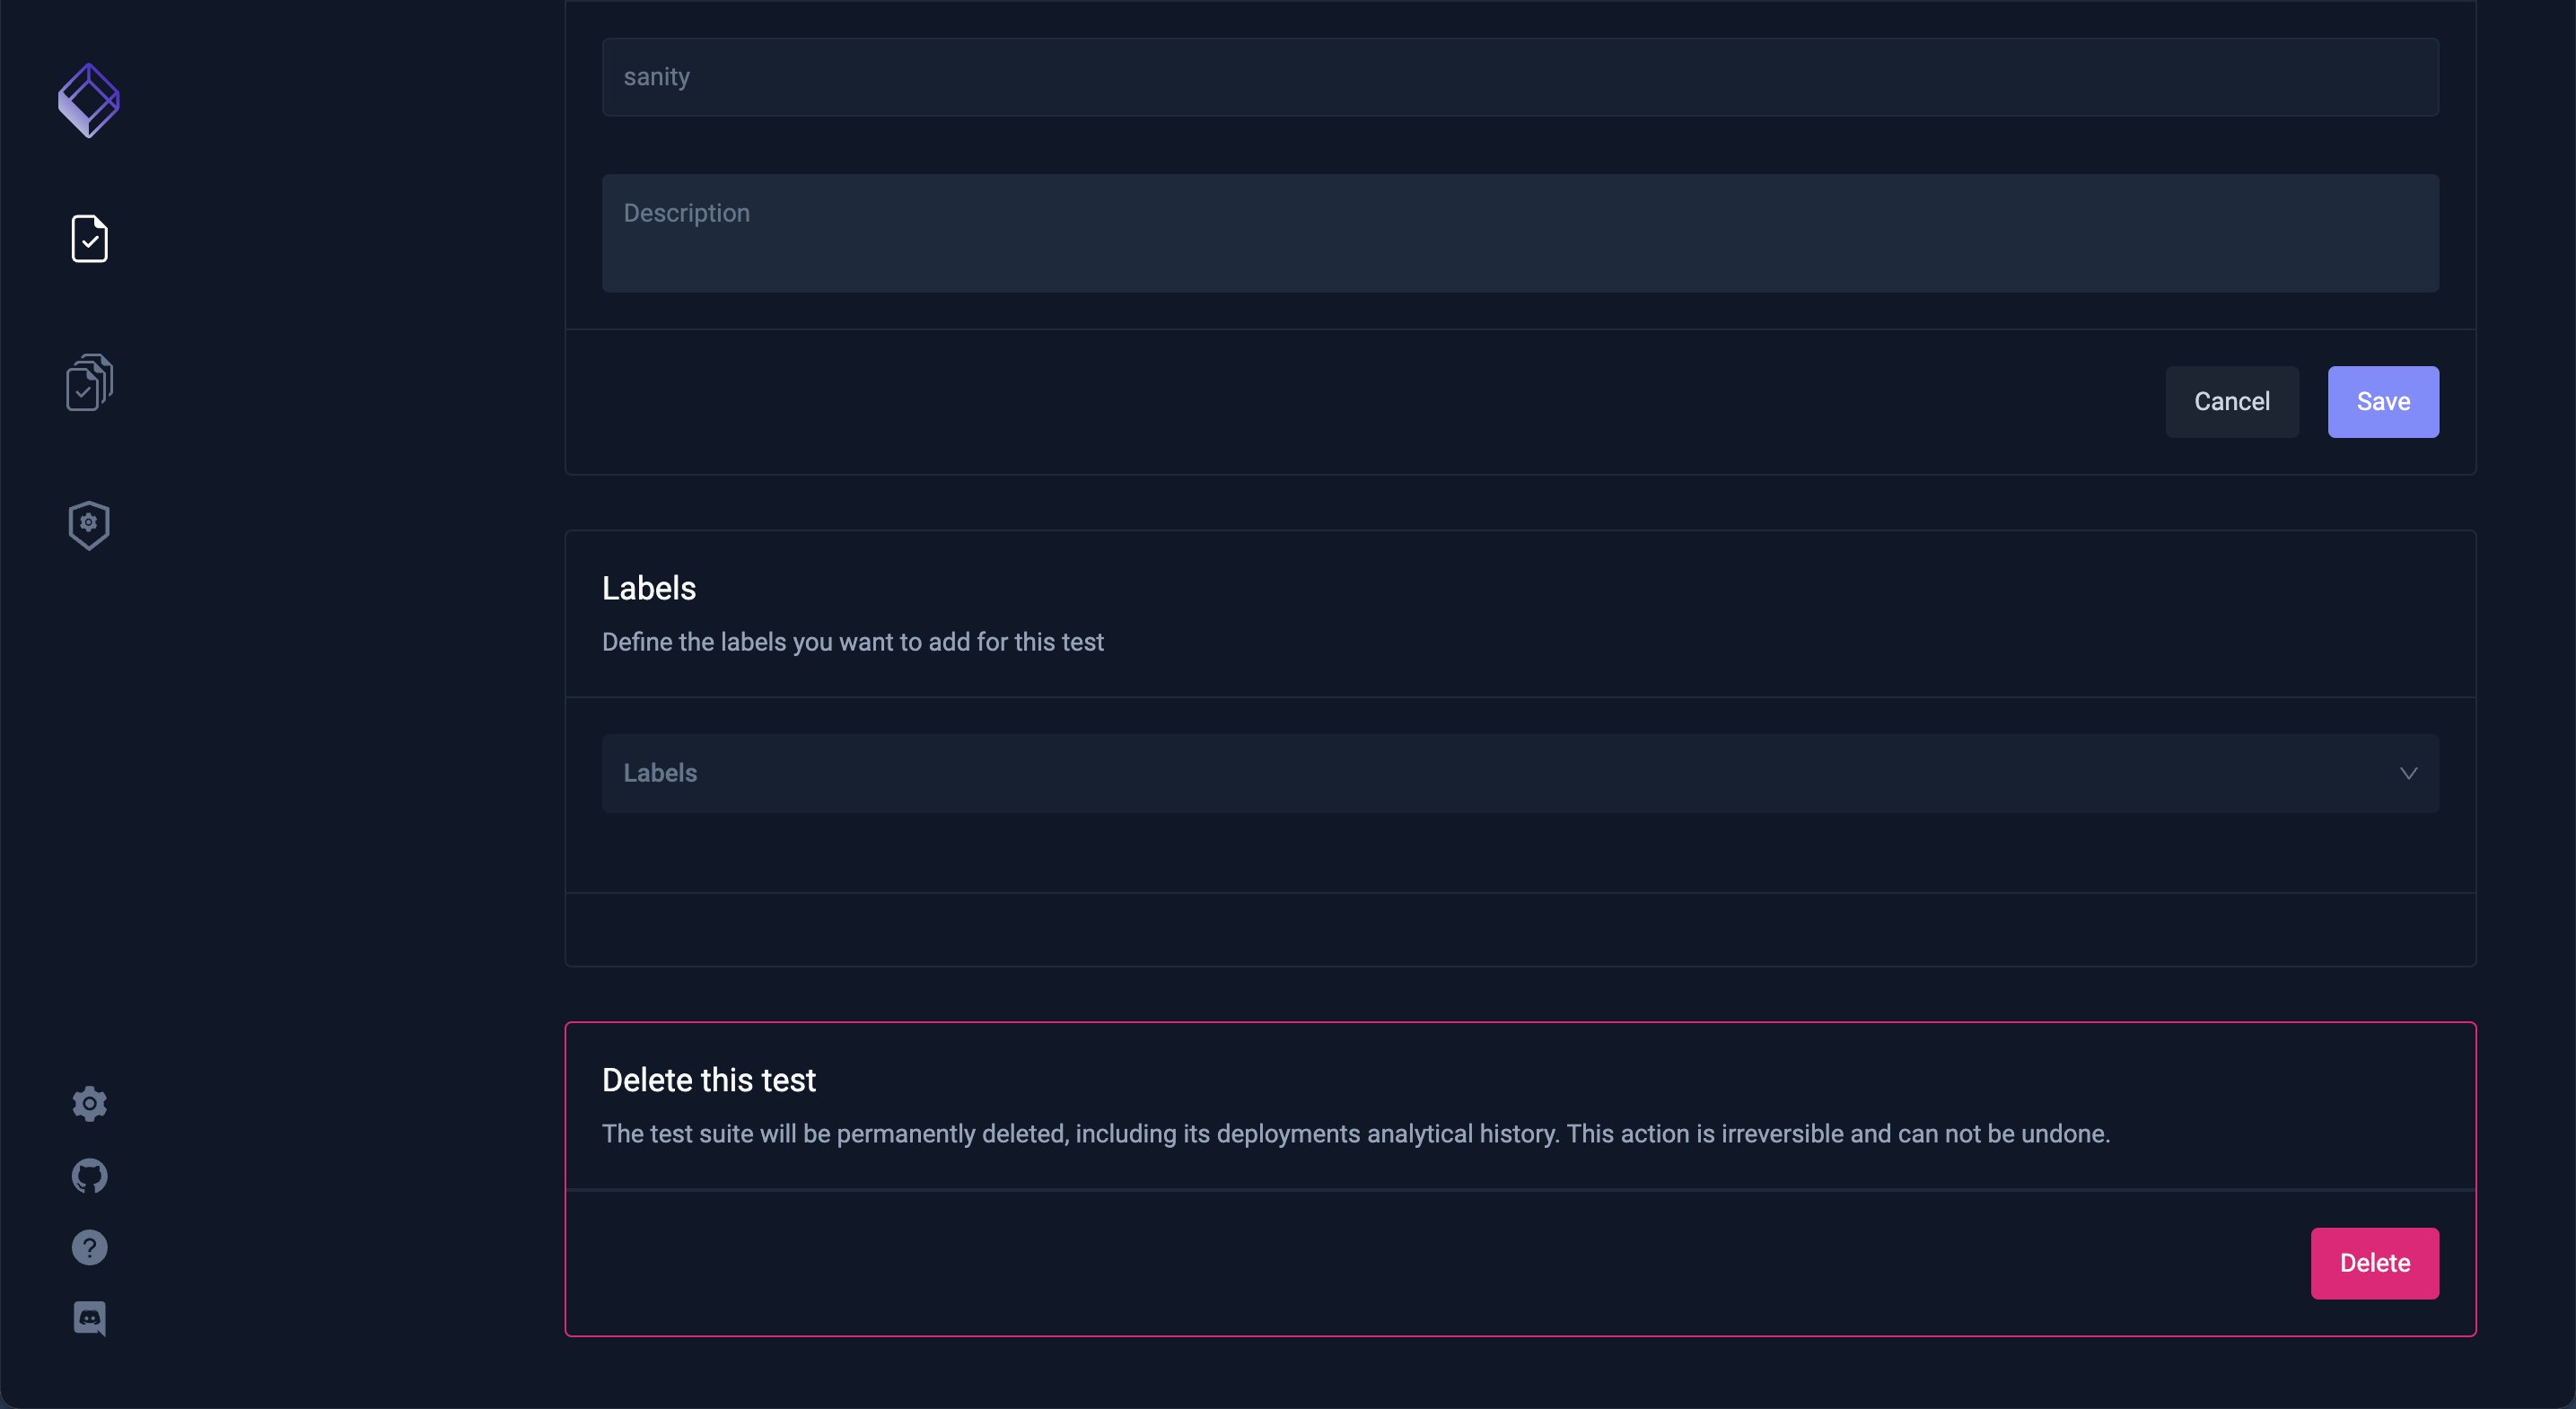 sanity
Description
Cancel
Save
Labels
Define the labels you want to add for this test
Labels
Delete this test
The test suite will be permanently deleted, including its deployments analytical history. This action is irreversible and can not be undone.
Delete